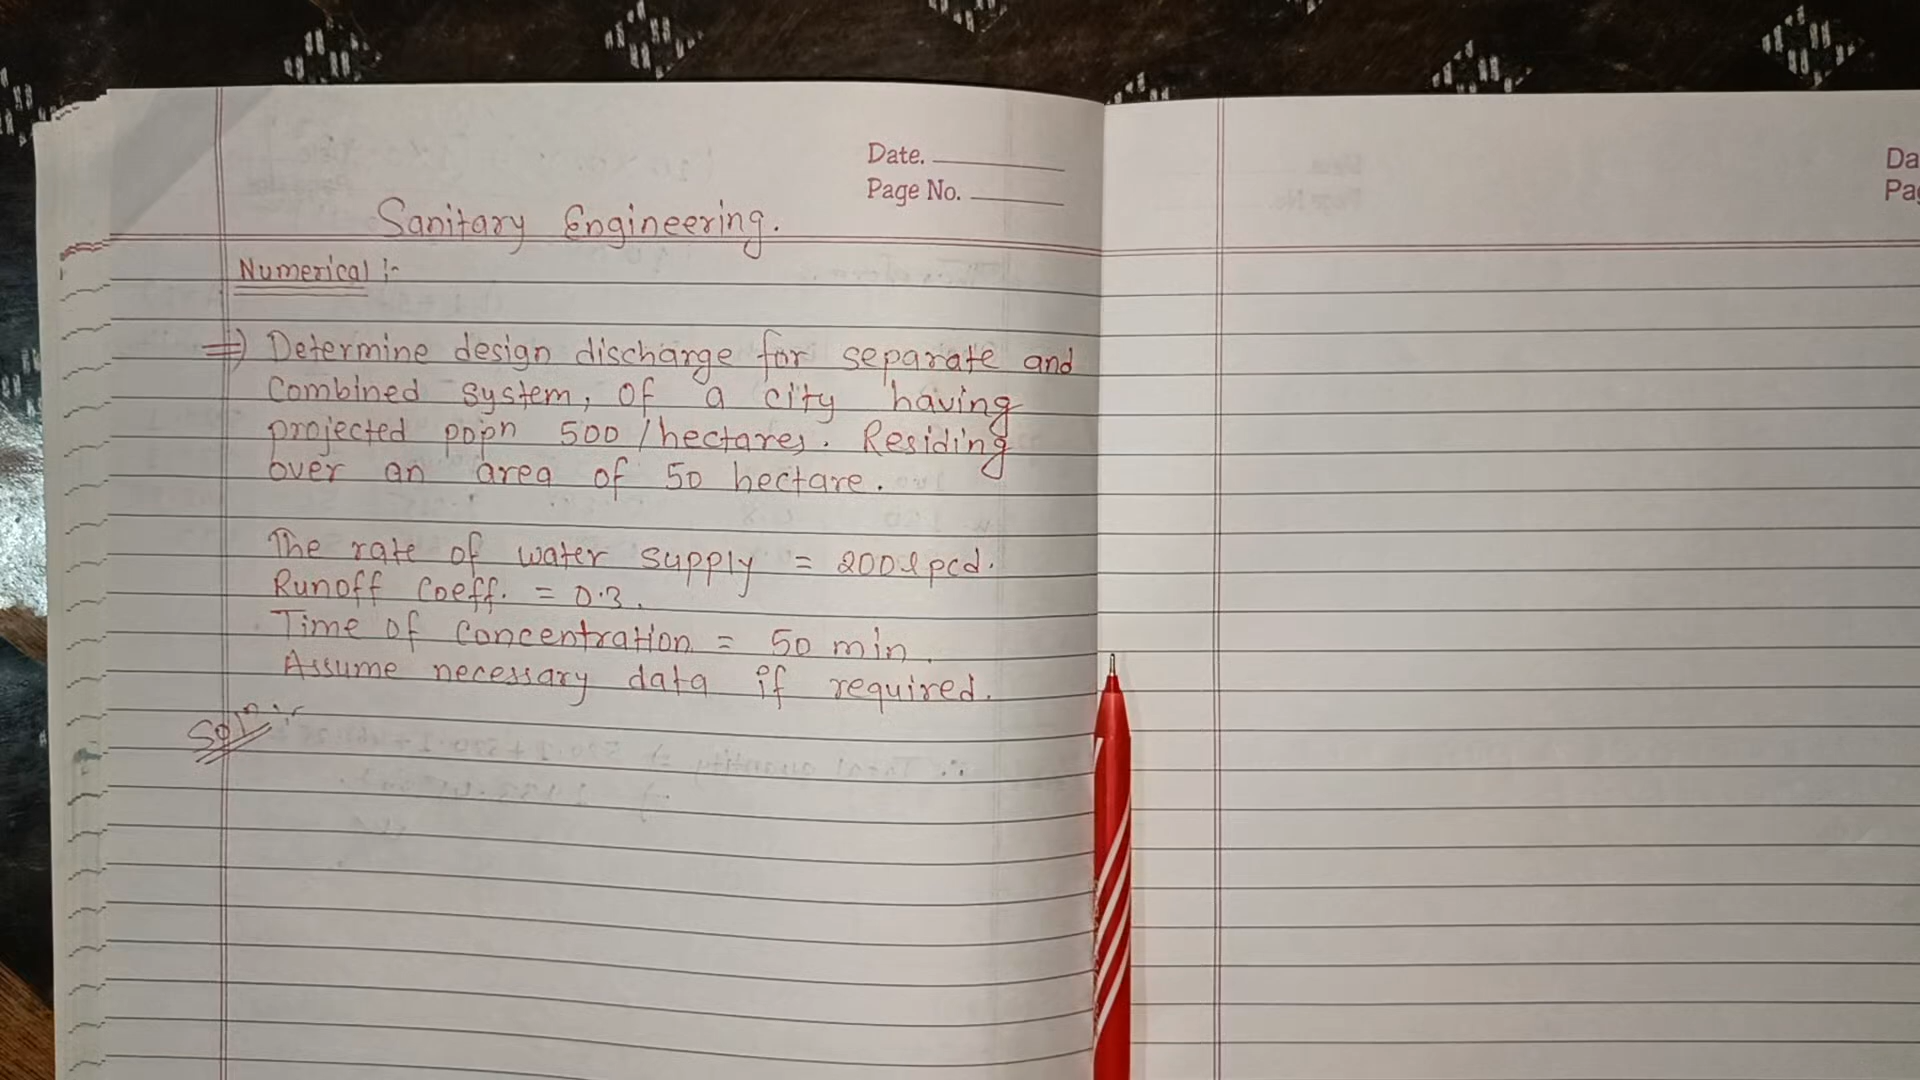 Date.
Page No.
Sanitary Engineering.
Numerical :-
⇒ Determine design discharge for separate and
Combined system, of a city having
projected popn 500/hectares. Residing
over an area of 50 hectare.
The rate of water supply = 200 l pcd.
Runoff Coeff. = 0.3.
Time of Concentration = 50 min.
Assume necessary data if required.
Soln :-
Da
Pag